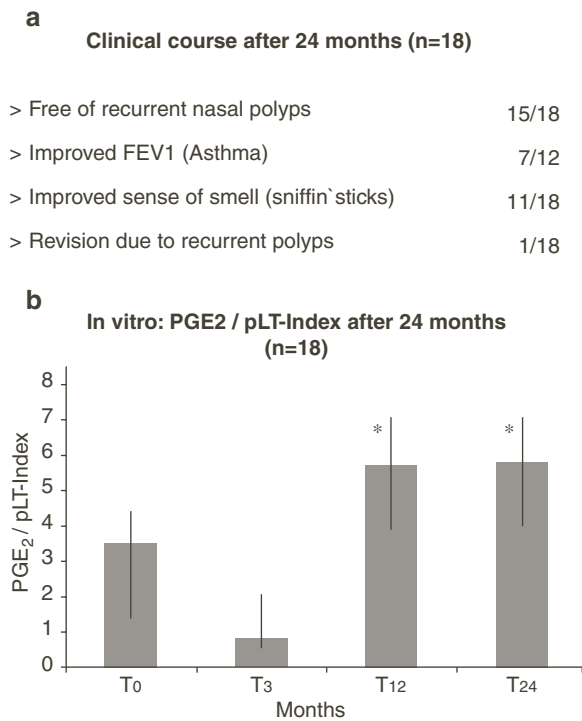 a
Clinical course after 24 months (n=18)
> Free of recurrent nasal polyps 15/18
> Improved FEV1 (Asthma) 7/12
> Improved sense of smell (sniffin`sticks) 11/18
> Revision due to recurrent polyps 1/18
b
In vitro: PGE2 / pLT-Index after 24 months
(n=18)
PGE2 / pLT-Index
8
7
6
5
4
3
2
1
0
* *
T0 T3 T12 T24
Months